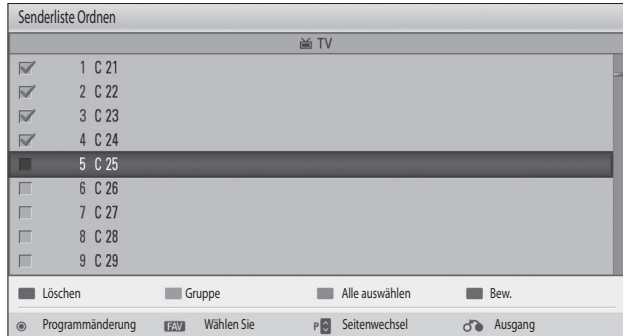 Senderliste Ordnen
TV
1 C 21
2 C 22
3 C 23
4 C 24
5 C 25
6 C 26
7 C 27
8 C 28
9 C 29
Löschen Gruppe Alle auswählen Bew.
Programmänderung FAV Wählen Sie P Seitenwechsel Ausgang